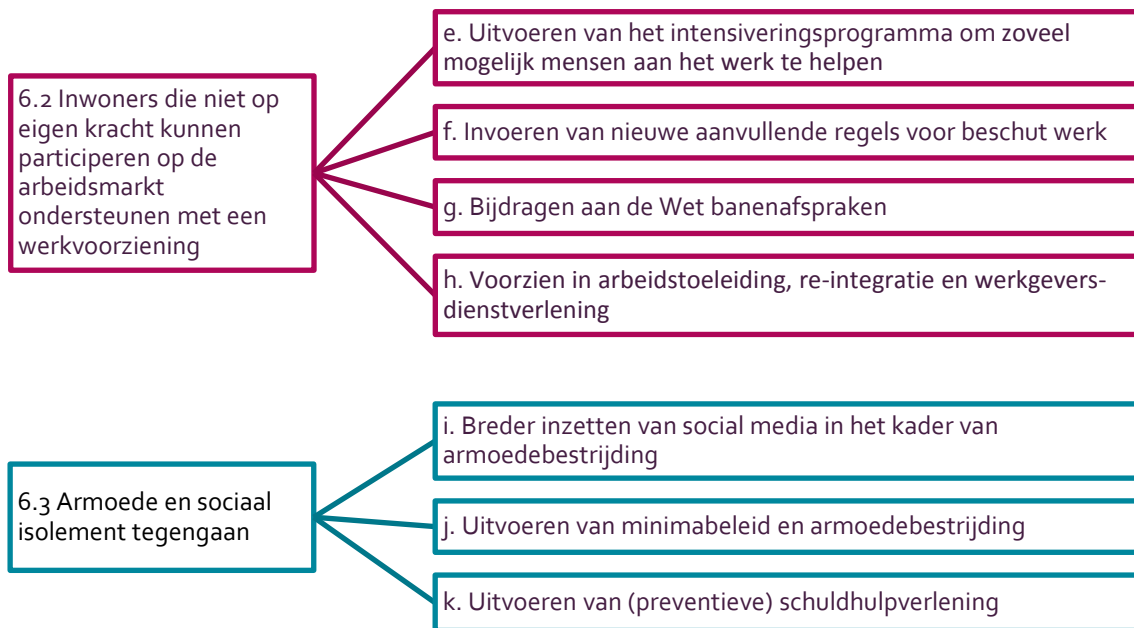 6.2 Inwoners die niet op
eigen kracht kunnen
participeren op de
arbeidsmarkt
ondersteunen met een
werkvoorziening
e. Uitvoeren van het intensiveringsprogramma om zoveel
mogelijk mensen aan het werk te helpen
f. Invoeren van nieuwe aanvullende regels voor beschut werk
g. Bijdragen aan de Wet banenafspraken
h. Voorzien in arbeidstoeleiding, re-integratie en werkgevers-
dienstverlening
6.3 Armoede en sociaal
isolement tegengaan
i. Breder inzetten van social media in het kader van
armoedebestrijding
j. Uitvoeren van minimabeleid en armoedebestrijding
k. Uitvoeren van (preventieve) schuldhulpverlening